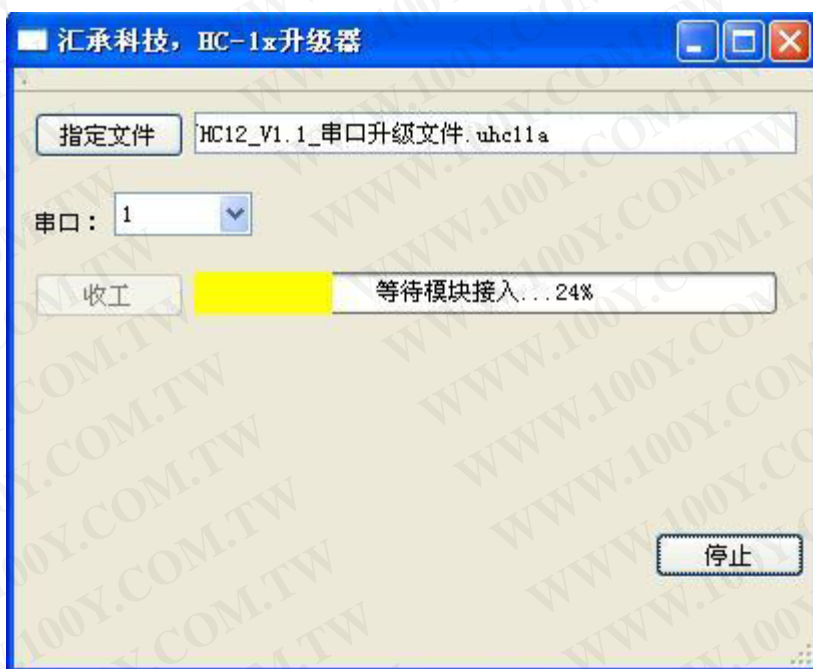 汇承科技，HC-1x升级器
指定文件 HC12_V1.1_串口升级文件.uhc11a
串口： 1
收工 等待模块接入...24%
停止
WWW.100Y.COM.TW